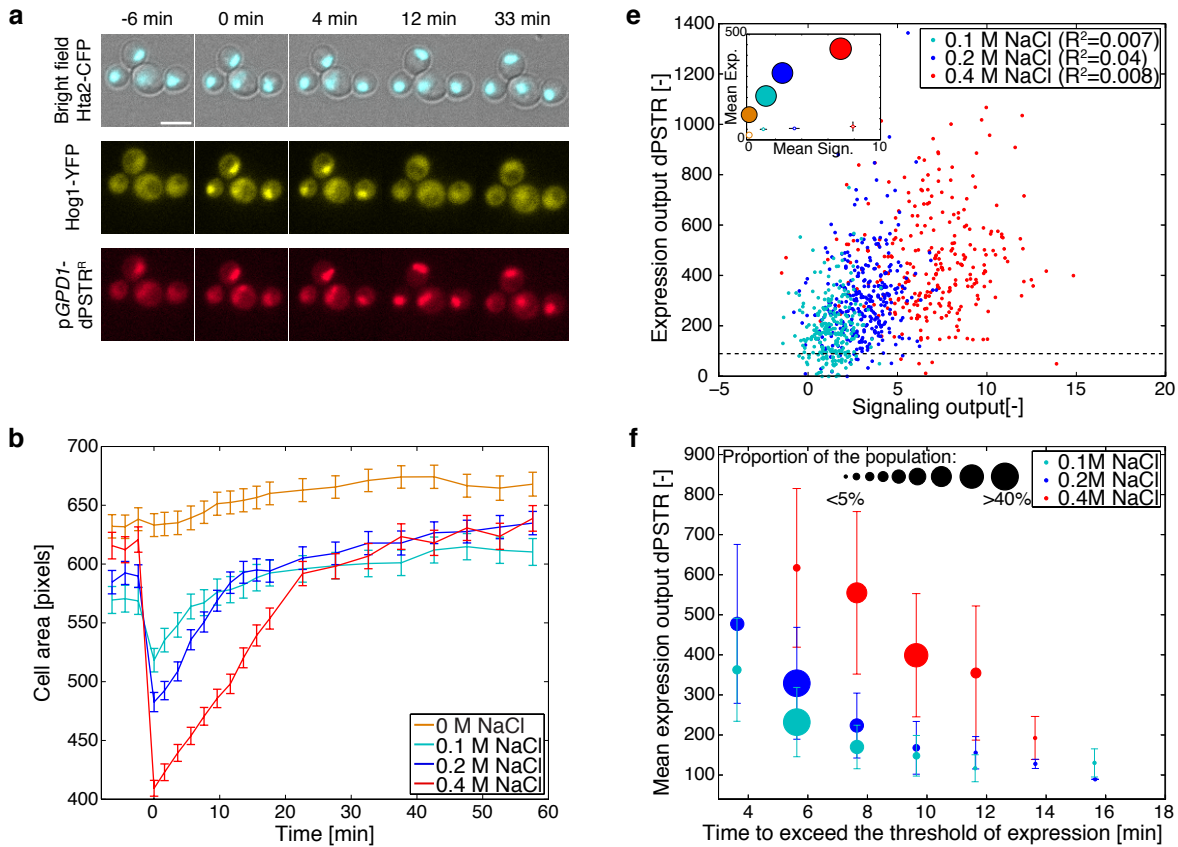 a
-6 min 0 min 4 min 12 min 33 min
Bright field
Hta2-CFP
Hog1-YFP
pGPD1-
dPSTRᴿ
b
700
650
600
550
500
450
400
Cell area [pixels]
0 M NaCl
0.1 M NaCl
0.2 M NaCl
0.4 M NaCl
0 10 20 30 40 50 60
Time [min]
e
1400
1200
1000
800
600
400
200
0
Expression output dPSTR [-]
500
0
Mean Exp.
0 10
Mean Sign.
0.1 M NaCl (R²=0.007)
0.2 M NaCl (R²=0.04)
0.4 M NaCl (R²=0.008)
-5 0 5 10 15 20
Signaling output[-]
f
900
800
700
600
500
400
300
200
100
Mean expression output dPSTR [-]
Proportion of the population:
<5% >40%
0.1M NaCl
0.2M NaCl
0.4M NaCl
4 6 8 10 12 14 16 18
Time to exceed the threshold of expression [min]